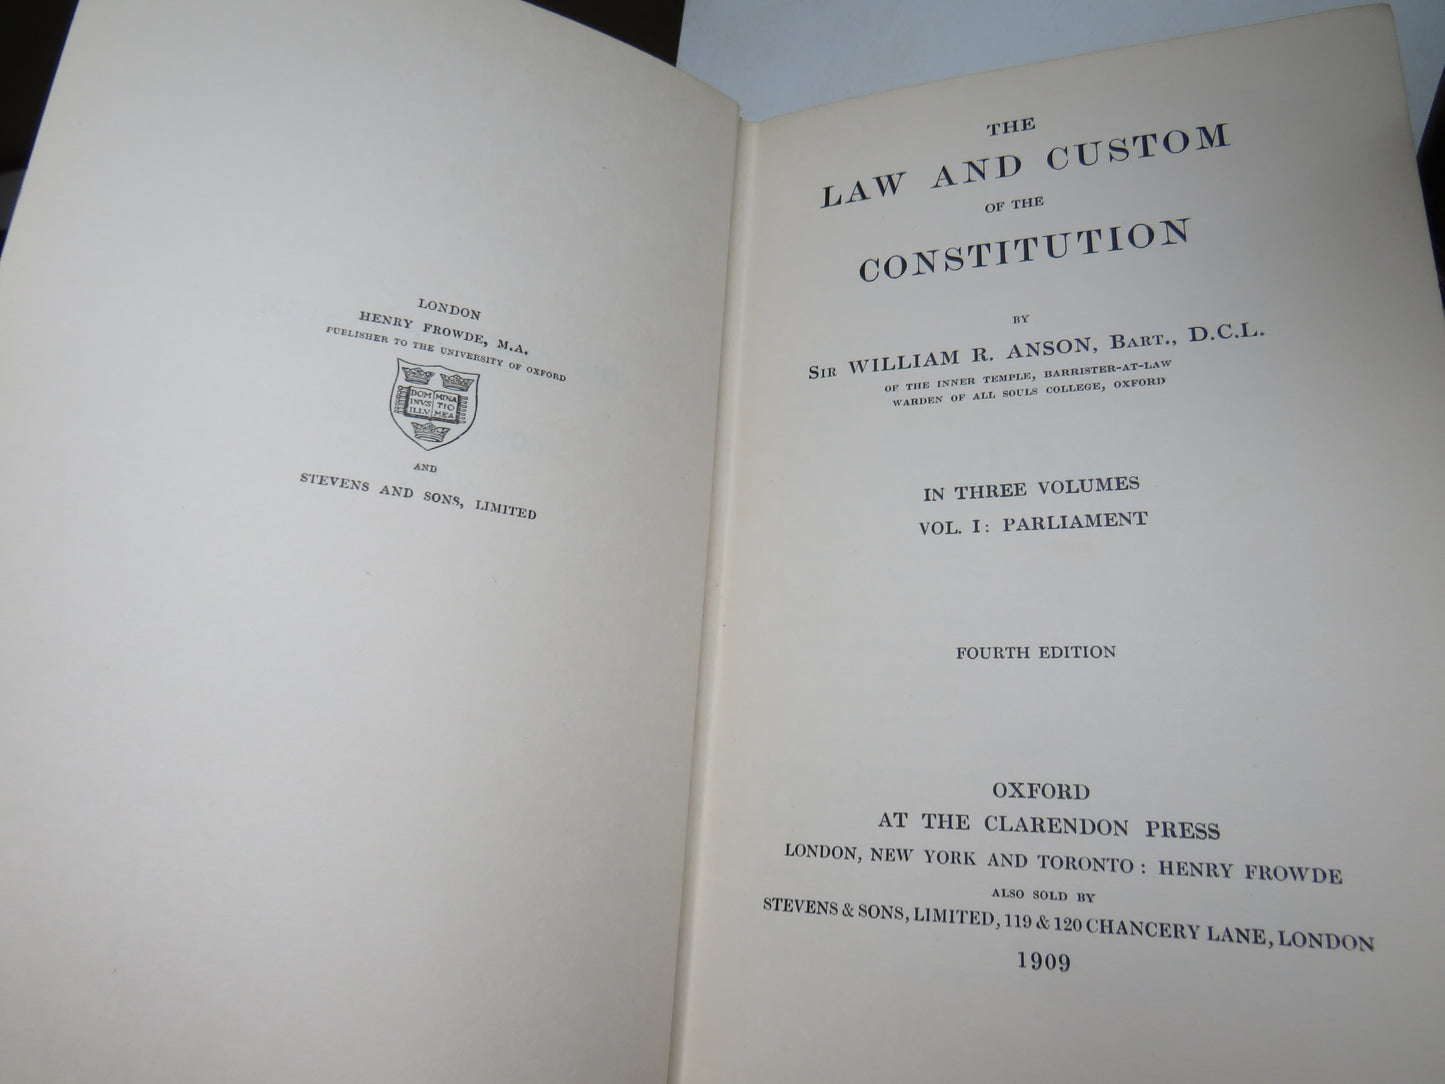 LONDON
HENRY FROWDE, M.A.
PUBLISHER TO THE UNIVERSITY OF OXFORD
DOM MINA
INVS TIO
ILLV MEA
AND
STEVENS AND SONS, LIMITED
THE
LAW AND CUSTOM
OF THE
CONSTITUTION
BY
SIR WILLIAM R. ANSON, BART., D.C.L.
OF THE INNER TEMPLE, BARRISTER-AT-LAW
WARDEN OF ALL SOULS COLLEGE, OXFORD
IN THREE VOLUMES
VOL. I: PARLIAMENT
FOURTH EDITION
OXFORD
AT THE CLARENDON PRESS
LONDON, NEW YORK AND TORONTO: HENRY FROWDE
ALSO SOLD BY
STEVENS & SONS, LIMITED, 119 & 120 CHANCERY LANE, LONDON
1909